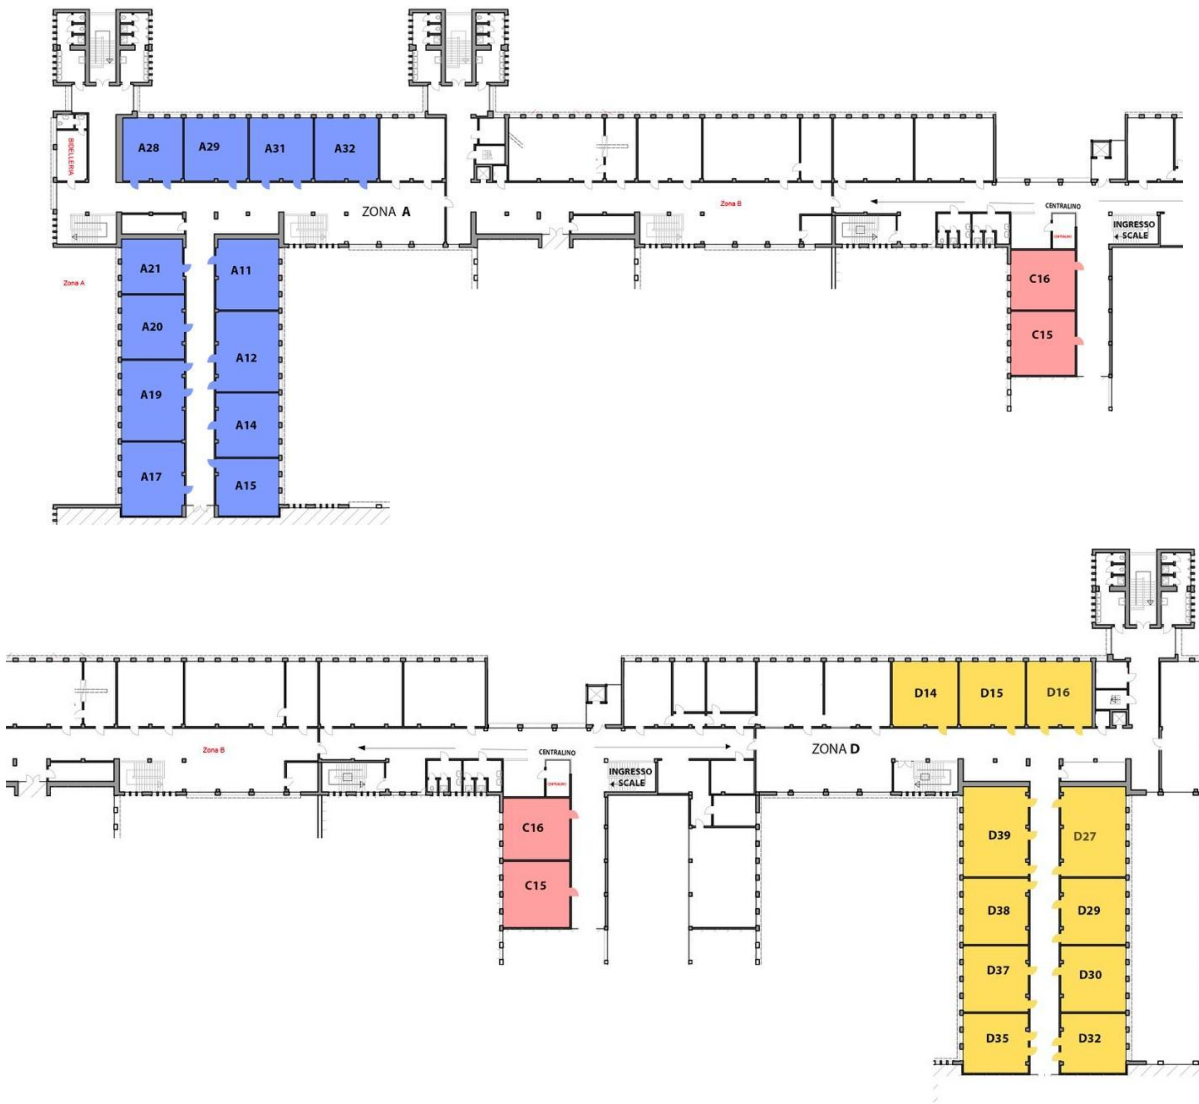 BIDELLERIA
A28
A29
A31
A32
ZONA A
Zona B
CENTRALINO
INGRESSO
SCALE
A21
A11
Zona A
C16
A20
C15
A12
A19
A14
A17
A15
D14
D15
D16
Zona B
CENTRALINO
ZONA D
INGRESSO
SCALE
C16
D39
D27
C15
D38
D29
D37
D30
D35
D32